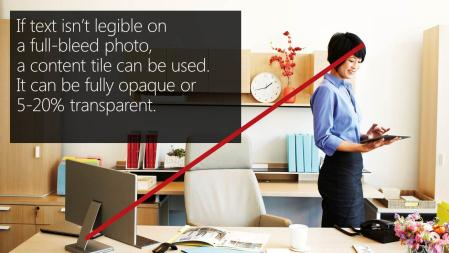 If text isn’t legible on
a full-bleed photo,
a content tile can be used.
It can be fully opaque or
5-20% transparent.